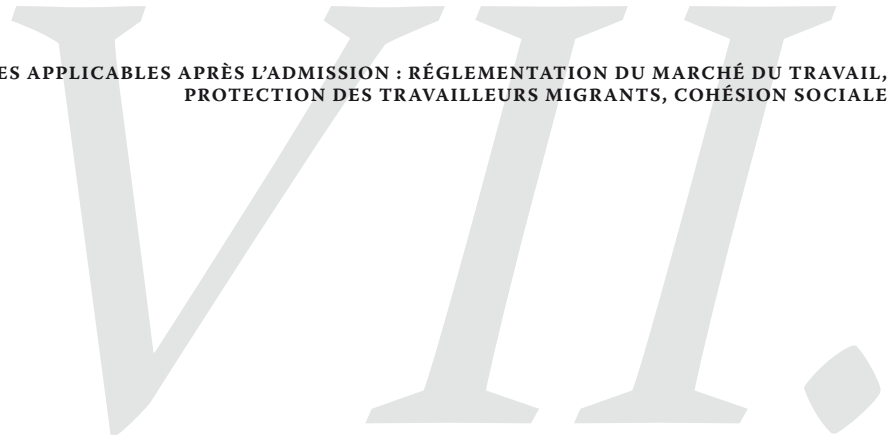 ES APPLICABLES APRÈS L’ADMISSION : RÉGLEMENTATION DU MARCHÉ DU TRAVAIL,
PROTECTION DES TRAVAILLEURS MIGRANTS, COHÉSION SOCIALE
VII.